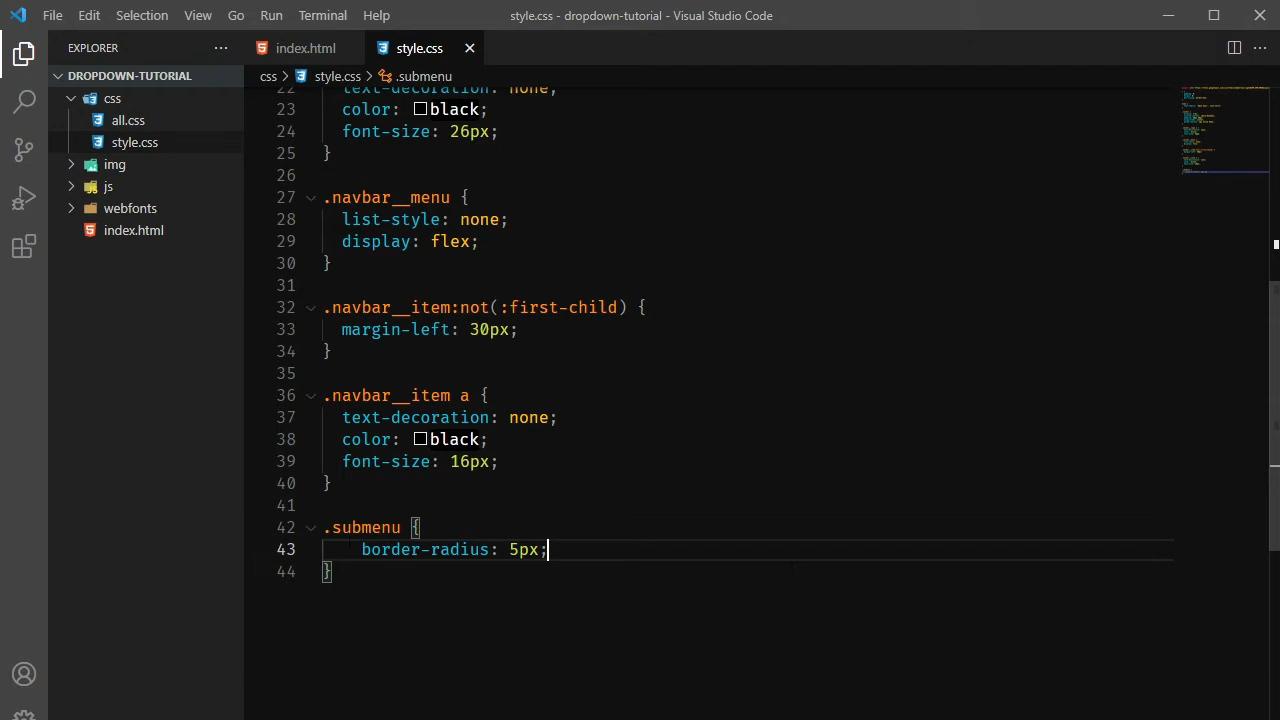 File Edit Selection View Go Run Terminal Help style.css - dropdown-tutorial - Visual Studio Code
EXPLORER
index.html
style.css
DROPDOWN-TUTORIAL
css > style.css > .submenu
css
all.css
style.css
img
js
webfonts
index.html
22 text-decoration: none;
23 color: black;
24 font-size: 26px;
25 }
26
27 .navbar__menu {
28 list-style: none;
29 display: flex;
30 }
31
32 .navbar__item:not(:first-child) {
33 margin-left: 30px;
34 }
35
36 .navbar__item a {
37 text-decoration: none;
38 color: black;
39 font-size: 16px;
40 }
41
42 .submenu {
43 border-radius: 5px;
44 }